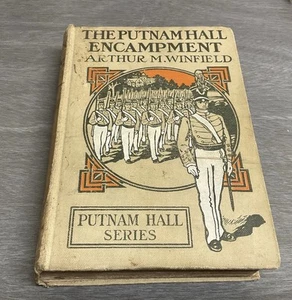 THE PUTNAM HALL
ENCAMPMENT
ARTHUR M. WINFIELD
PUTNAM HALL
SERIES